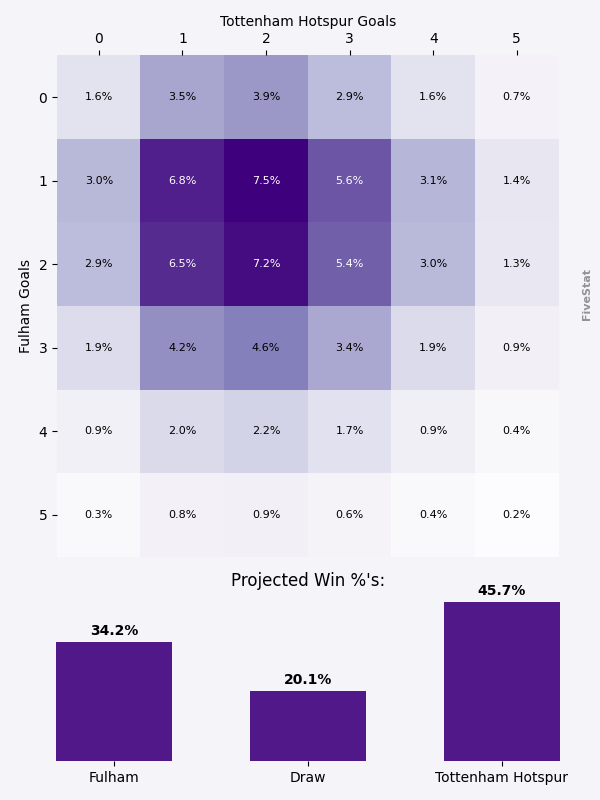 Tottenham Hotspur Goals
0 1 2 3 4 5
0 1.6% 3.5% 3.9% 2.9% 1.6% 0.7%
1 3.0% 6.8% 7.5% 5.6% 3.1% 1.4%
2 2.9% 6.5% 7.2% 5.4% 3.0% 1.3%
3 1.9% 4.2% 4.6% 3.4% 1.9% 0.9%
4 0.9% 2.0% 2.2% 1.7% 0.9% 0.4%
5 0.3% 0.8% 0.9% 0.6% 0.4% 0.2%
Fulham Goals
FiveStat
Projected Win %'s:
34.2% 20.1% 45.7%
Fulham Draw Tottenham Hotspur